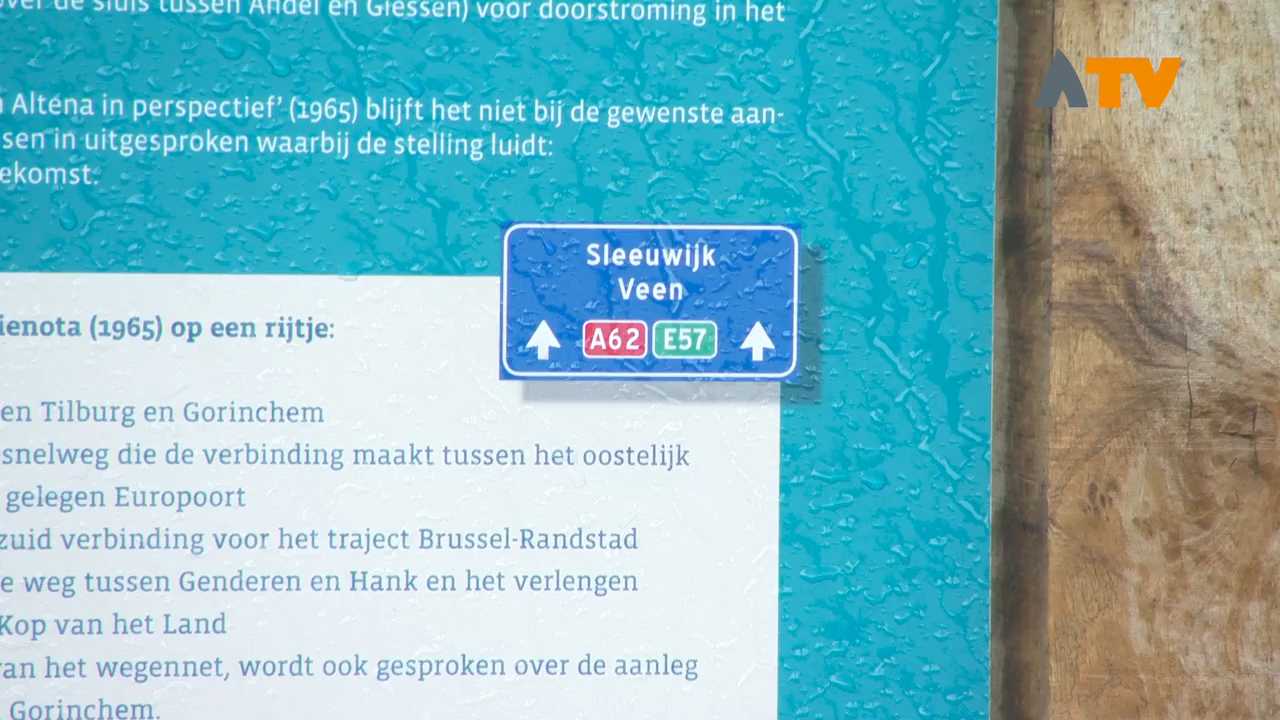 over de sluis tussen Andel en Giessen) voor doorstroming in het
Altena in perspectief' (1965) blijft het niet bij de gewenste aan-
sen in uitgesproken waarbij de stelling luidt:
ekomst.
Sleeuwijk
Veen
A62 E57
ienota (1965) op een rijtje:
en Tilburg en Gorinchem
snelweg die de verbinding maakt tussen het oostelijk
gelegen Europoort
zuid verbinding voor het traject Brussel-Randstad
e weg tussen Genderen en Hank en het verlengen
Kop van het Land
van het wegennet, wordt ook gesproken over de aanleg
Gorinchem.
ATV